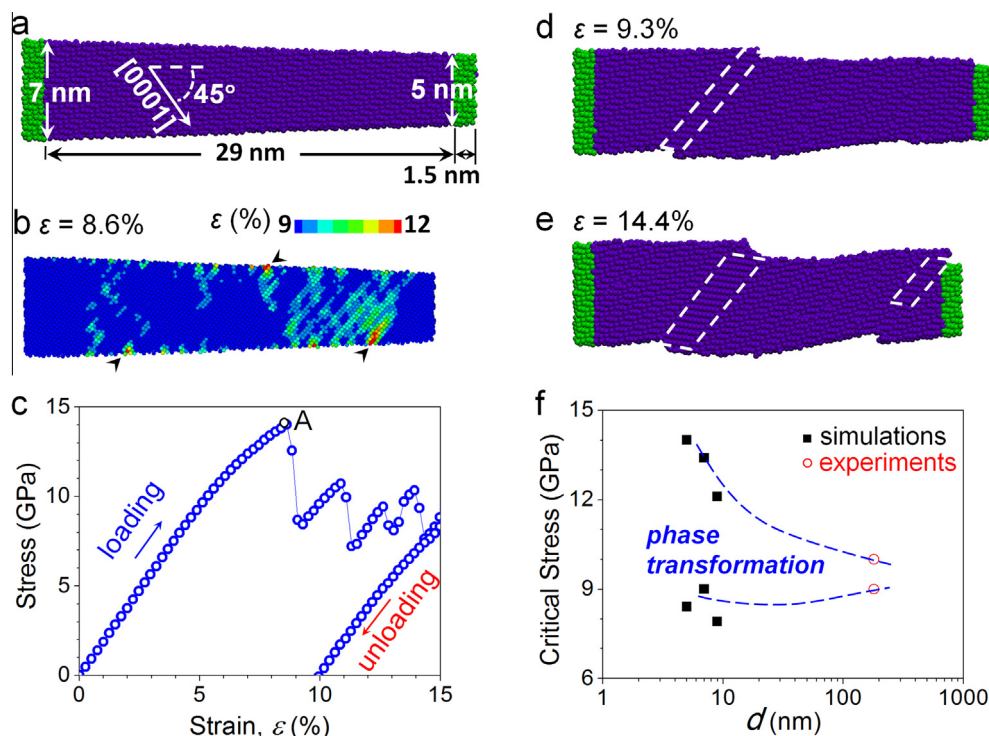 a
7 nm
[0001]
45°
5 nm
29 nm
1.5 nm
b ε = 8.6%
ε (%) 9 12
c
15
10
5
0
Stress (GPa)
A
loading
unloading
0 5 10 15
Strain, ε (%)
d ε = 9.3%
e ε = 14.4%
f
15
12
9
6
Critical Stress (GPa)
simulations
experiments
phase
transformation
1 10 100 1000
d (nm)